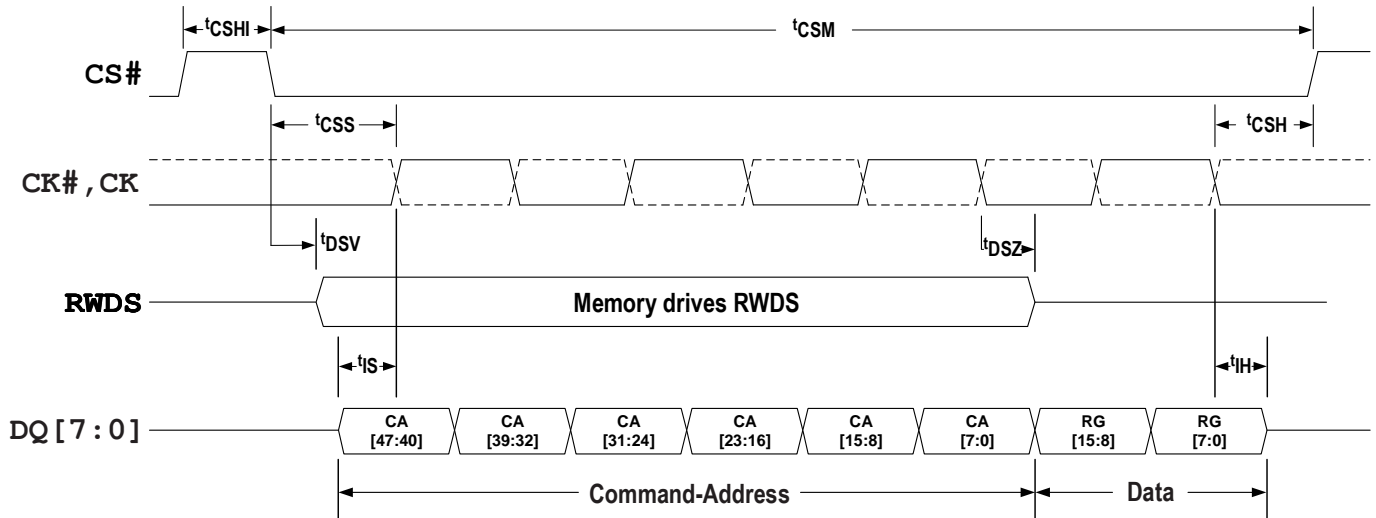 tCSHI
tCSM
CS#
tCSS
tCSH
CK#,CK
tDSV
tDSZ
RWDS
Memory drives RWDS
tIS
tIH
DQ[7:0]
CA
[47:40]
CA
[39:32]
CA
[31:24]
CA
[23:16]
CA
[15:8]
CA
[7:0]
RG
[15:8]
RG
[7:0]
Command-Address
Data